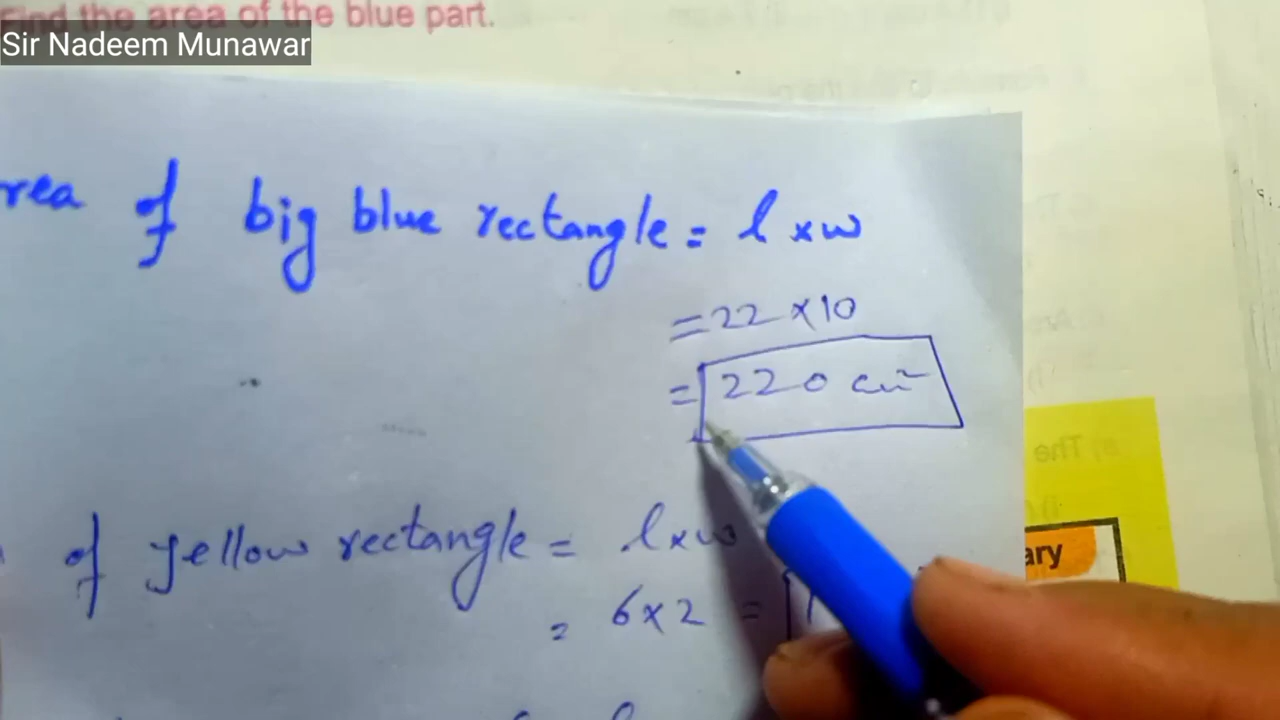 Find the area of the blue part.
Sir Nadeem Munawar
rea of big blue rectangle = l × w
= 22 × 10
= 220 cm²
of yellow rectangle = l × w
= 6 × 2 =
ary